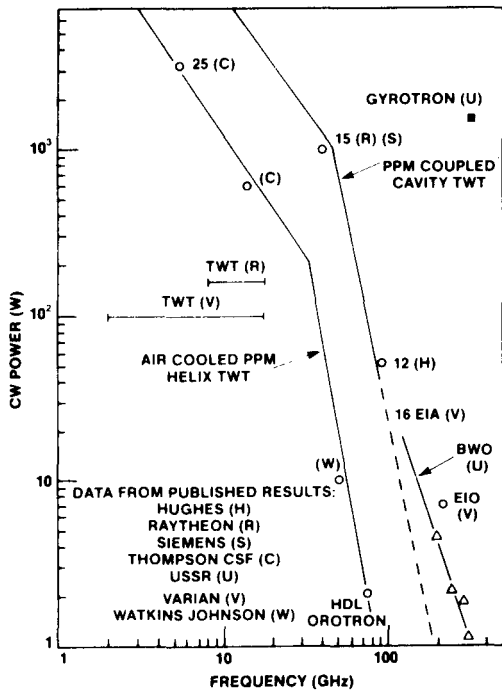 25 (C)
GYROTRON (U)
10³
15 (R) (S)
(C)
PPM COUPLED
CAVITY TWT
TWT (R)
TWT (V)
10²
CW POWER (W)
AIR COOLED PPM
HELIX TWT
12 (H)
16 EIA (V)
BWO
(U)
(W)
10
EIO
(V)
DATA FROM PUBLISHED RESULTS:
HUGHES (H)
RAYTHEON (R)
SIEMENS (S)
THOMPSON CSF (C)
USSR (U)
VARIAN (V)
WATKINS JOHNSON (W)
HDL
OROTRON
1
1 10 100
FREQUENCY (GHz)